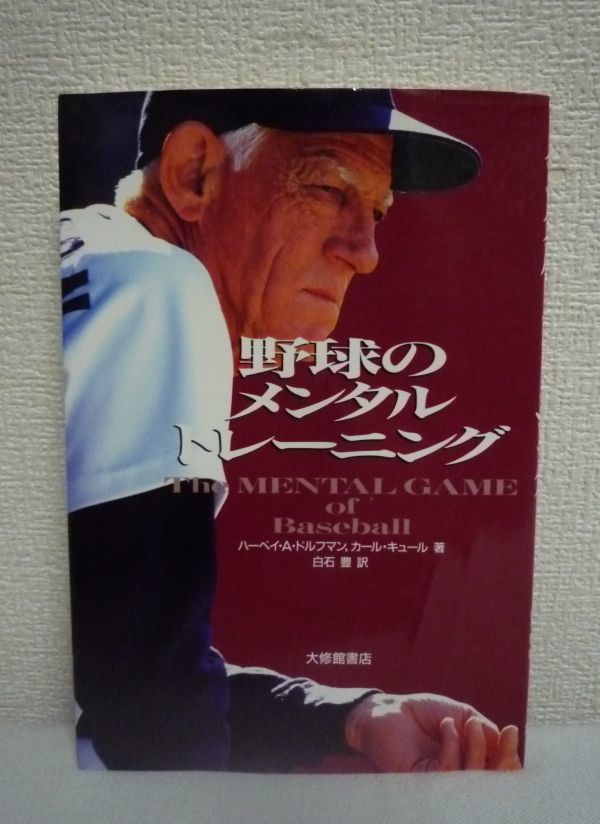 野球の
メンタル
トレーニング
The MENTAL GAME
of
Baseball
ハーベイ・A・ドルフマン, カール・キュール 著
白石 豊 訳
大修館書店